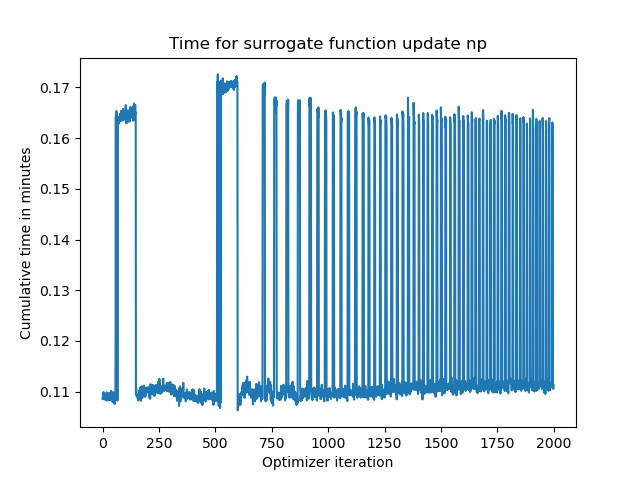 Time for surrogate function update np
Cumulative time in minutes
0.17
0.16
0.15
0.14
0.13
0.12
0.11
0 250 500 750 1000 1250 1500 1750 2000
Optimizer iteration